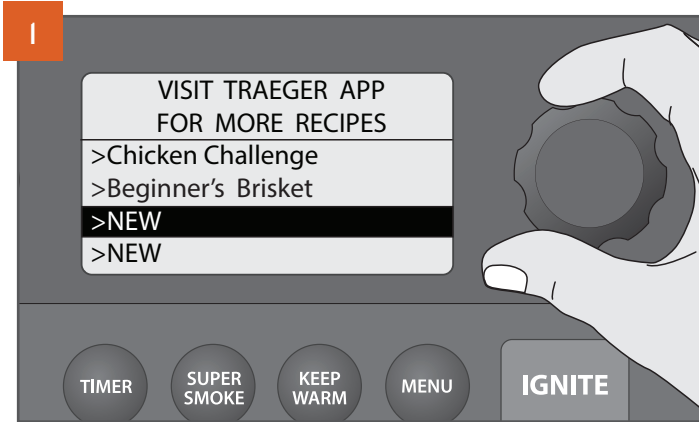 1
VISIT TRAEGER APP
FOR MORE RECIPES
>Chicken Challenge
>Beginner's Brisket
>NEW
>NEW
TIMER
SUPER
SMOKE
KEEP
WARM
MENU
IGNITE